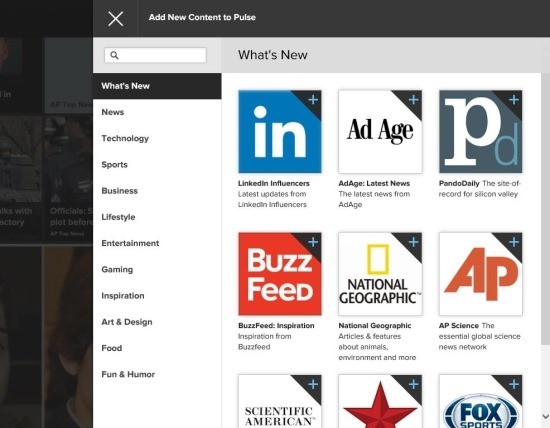 Add New Content to Pulse
What's New
What's New
News
Technology
Sports
Business
Lifestyle
Entertainment
Gaming
Inspiration
Art & Design
Food
Fun & Humor
in
Ad Age
pd
LinkedIn Influencers
Latest updates from
LinkedIn Influencers
AdAge: Latest News
The latest news from
AdAge
PandoDaily The site-of-
record for silicon valley
BUZZ
FEED
NATIONAL
GEOGRAPHIC™
AP
BuzzFeed: Inspiration
Inspiration from
Buzzfeed
National Geographic
Articles & features
about animals,
environment and more
AP Science The
essential global science
news network
SCIENTIFIC
AMERICAN
FOX
SPORTS
d in
AP Top News
lks with
actory
Officials: S
plot before
AP Top News